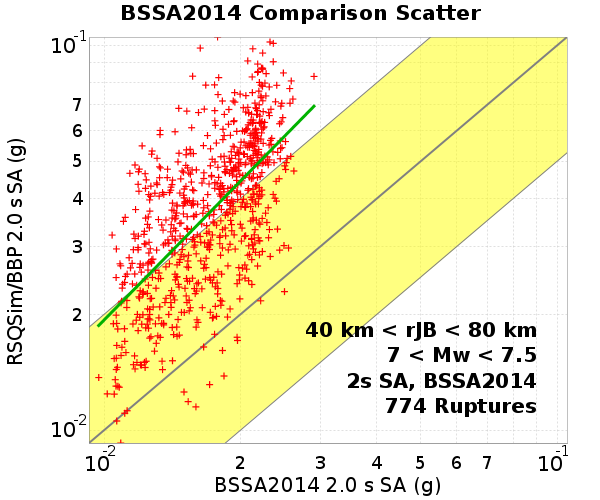 BSSA2014 Comparison Scatter
10⁻¹
7
6
5
4
3
2
10⁻²
RSQSim/BBP 2.0 s SA (g)
40 km < rJB < 80 km
7 < Mw < 7.5
2s SA, BSSA2014
774 Ruptures
10⁻² 2 3 4 5 6 7 10⁻¹
BSSA2014 2.0 s SA (g)